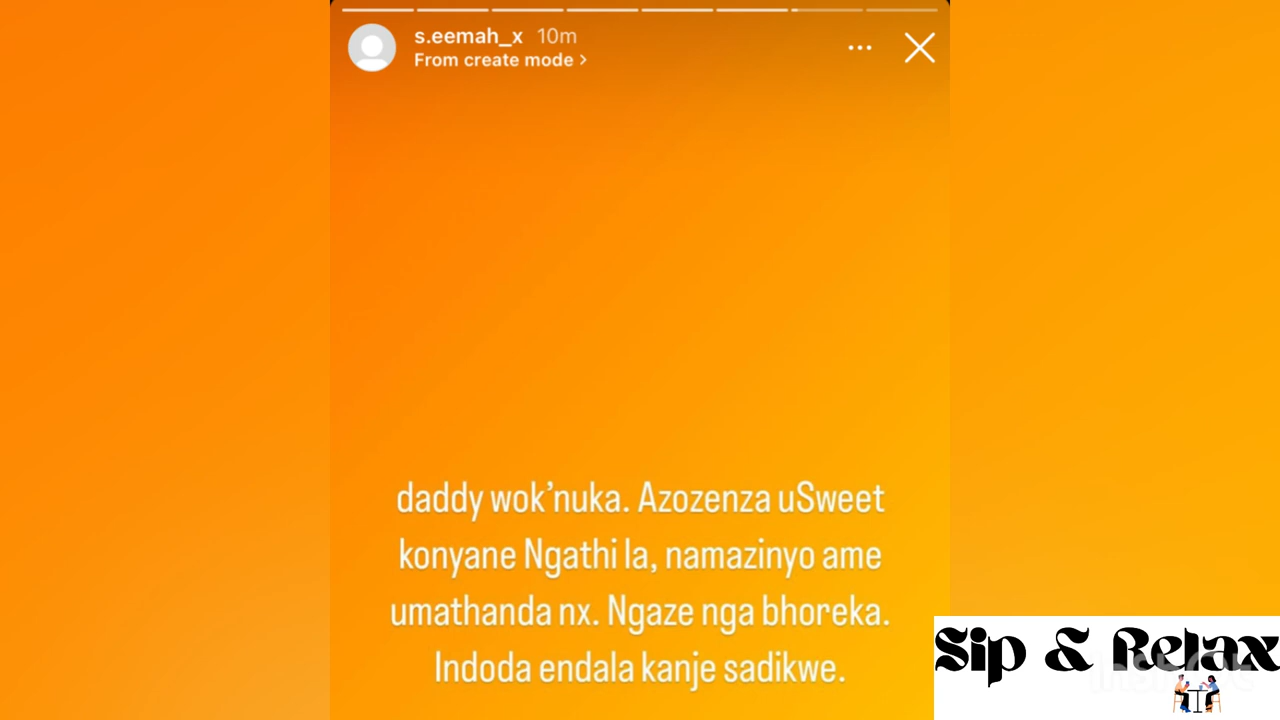 s.eemah_x 10m
From create mode >
daddy wok’nuka. Azozenza uSweet
konyane Ngathi la, namazinyo ame
umathanda nx. Ngaze nga bhoreka.
Indoda endala kanje sadikwe.
Sip & Relax
InShOt